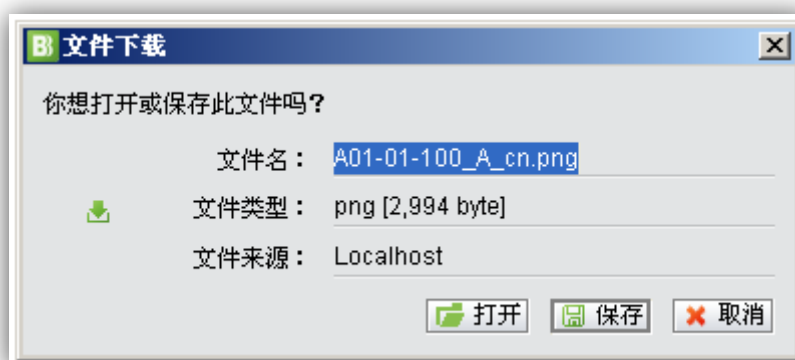 文件下载
你想打开或保存此文件吗?
文件名: A01-01-100_A_cn.png
文件类型: png [2,994 byte]
文件来源: Localhost
打开 保存 取消